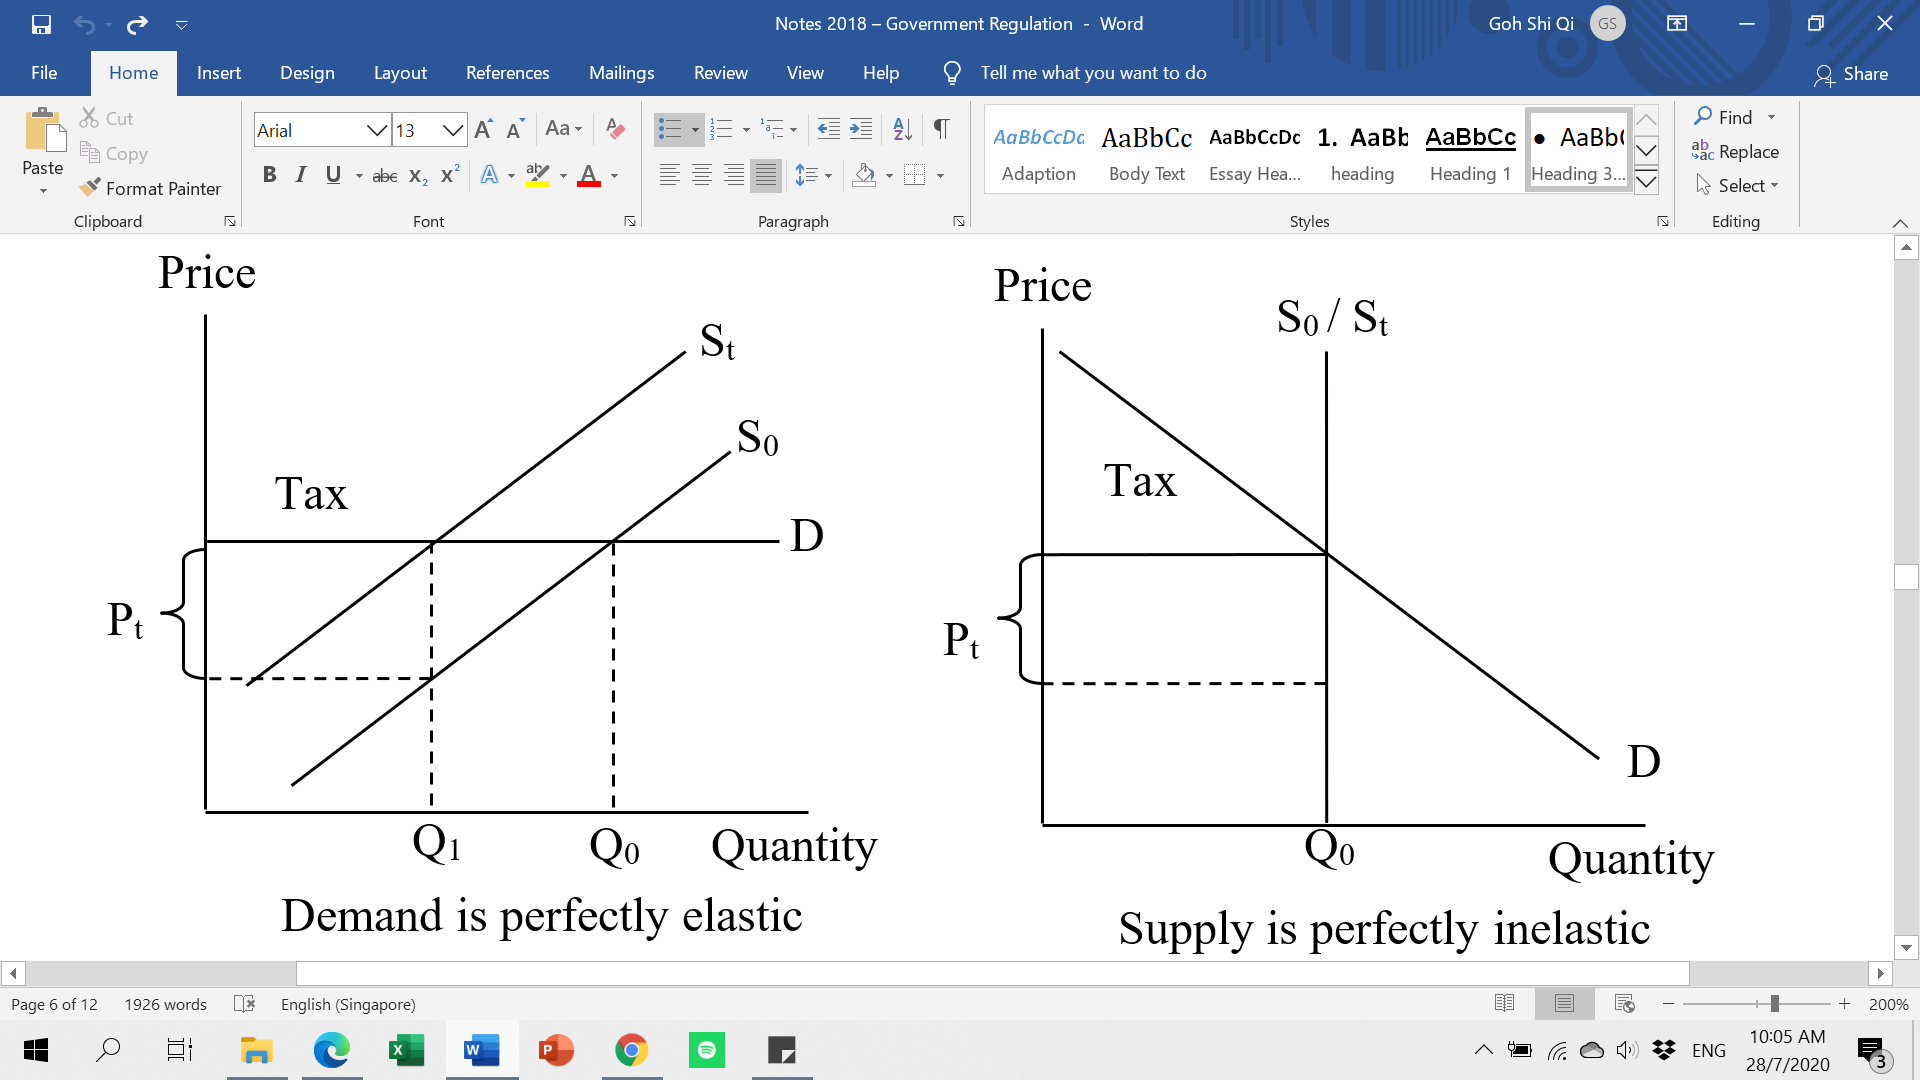 Notes 2018 – Government Regulation - Word
Goh Shi Qi GS
File Home Insert Design Layout References Mailings Review View Help Tell me what you want to do Share
Paste
Cut
Copy
Format Painter
Clipboard
Arial 13
Font
Paragraph
AaBbCcDc AaBbCc AaBbCcDc 1. AaBb AaBbCc • AaBb(
Adaption Body Text Essay Hea... heading Heading 1 Heading 3...
Styles
Find
Replace
Select
Editing
Price
St
S0
Tax
D
Pt
Q1 Q0 Quantity
Demand is perfectly elastic
Price
S0 / St
Tax
Pt
D
Q0
Quantity
Supply is perfectly inelastic
Page 6 of 12 1926 words English (Singapore) 200%
ENG
10:05 AM
28/7/2020
3